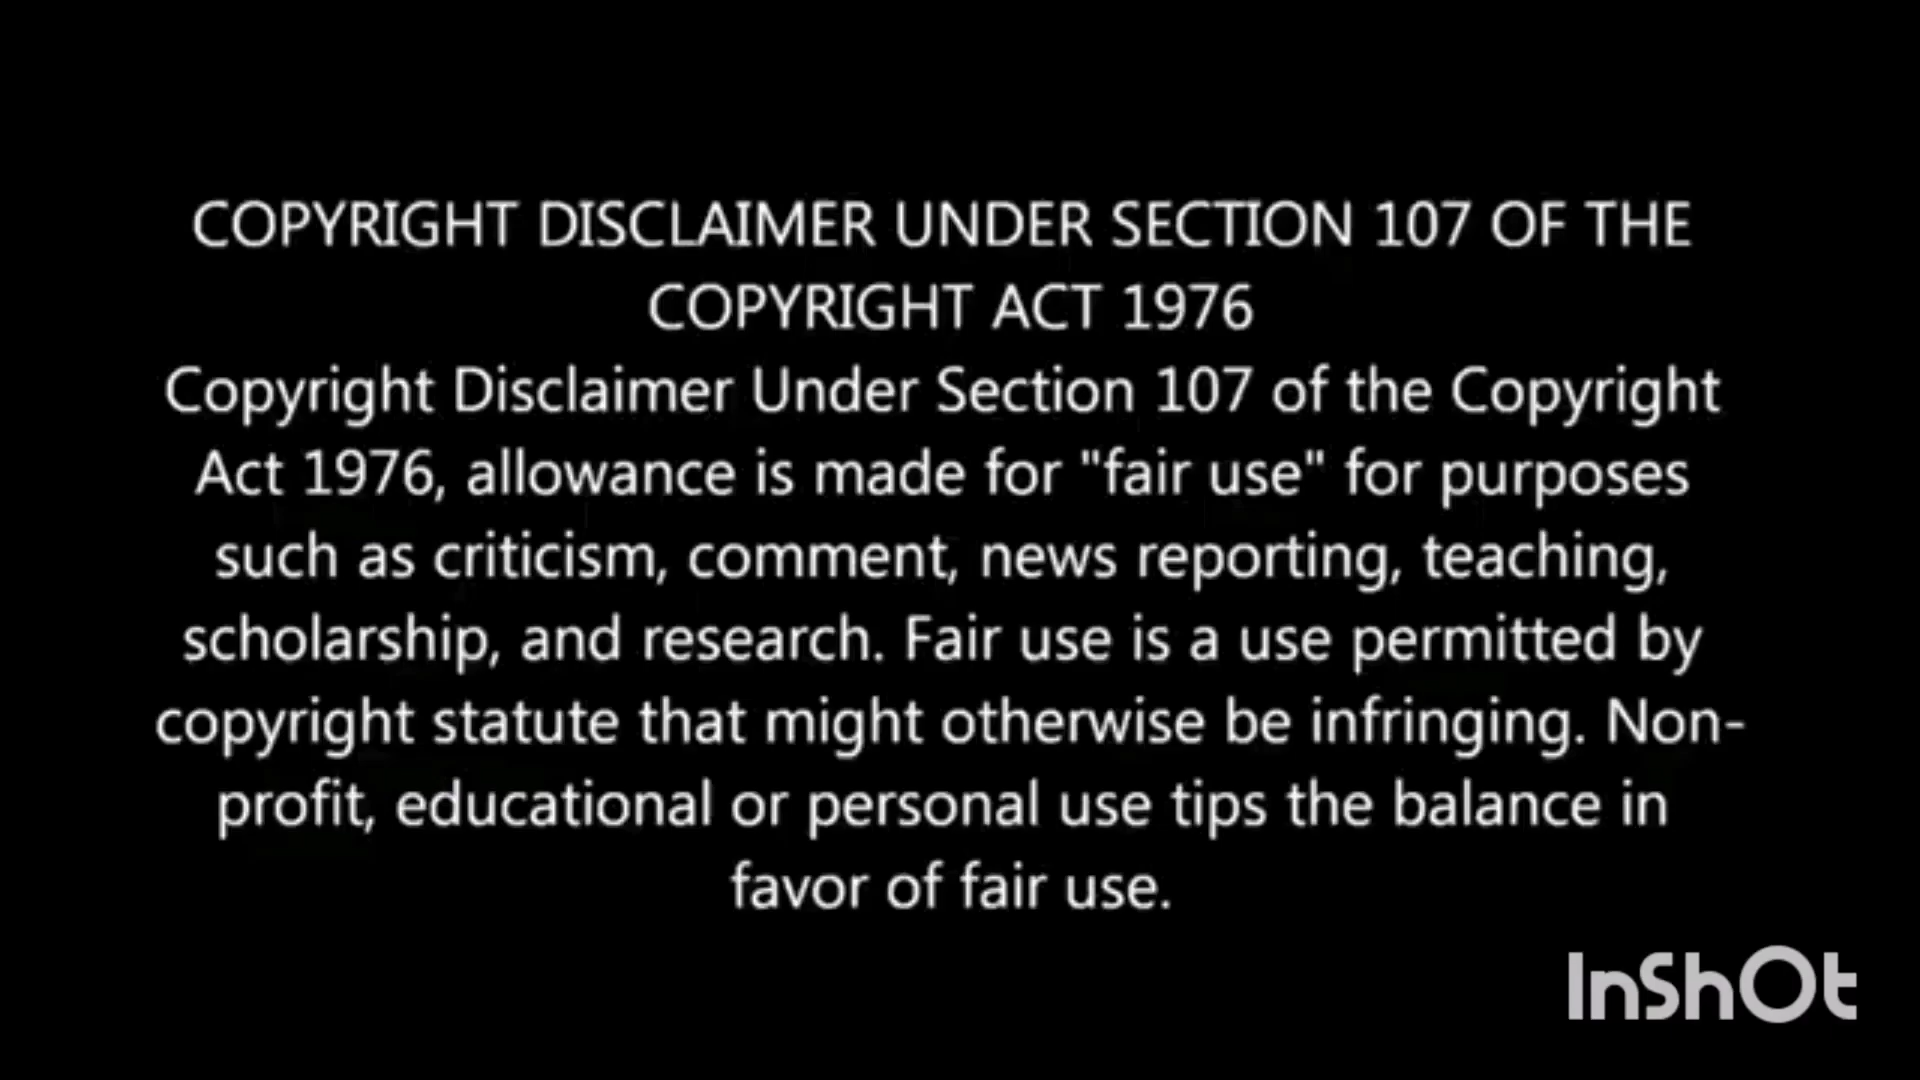 COPYRIGHT DISCLAIMER UNDER SECTION 107 OF THE
COPYRIGHT ACT 1976
Copyright Disclaimer Under Section 107 of the Copyright
Act 1976, allowance is made for "fair use" for purposes
such as criticism, comment, news reporting, teaching,
scholarship, and research. Fair use is a use permitted by
copyright statute that might otherwise be infringing. Non-
profit, educational or personal use tips the balance in
favor of fair use.
InShOt